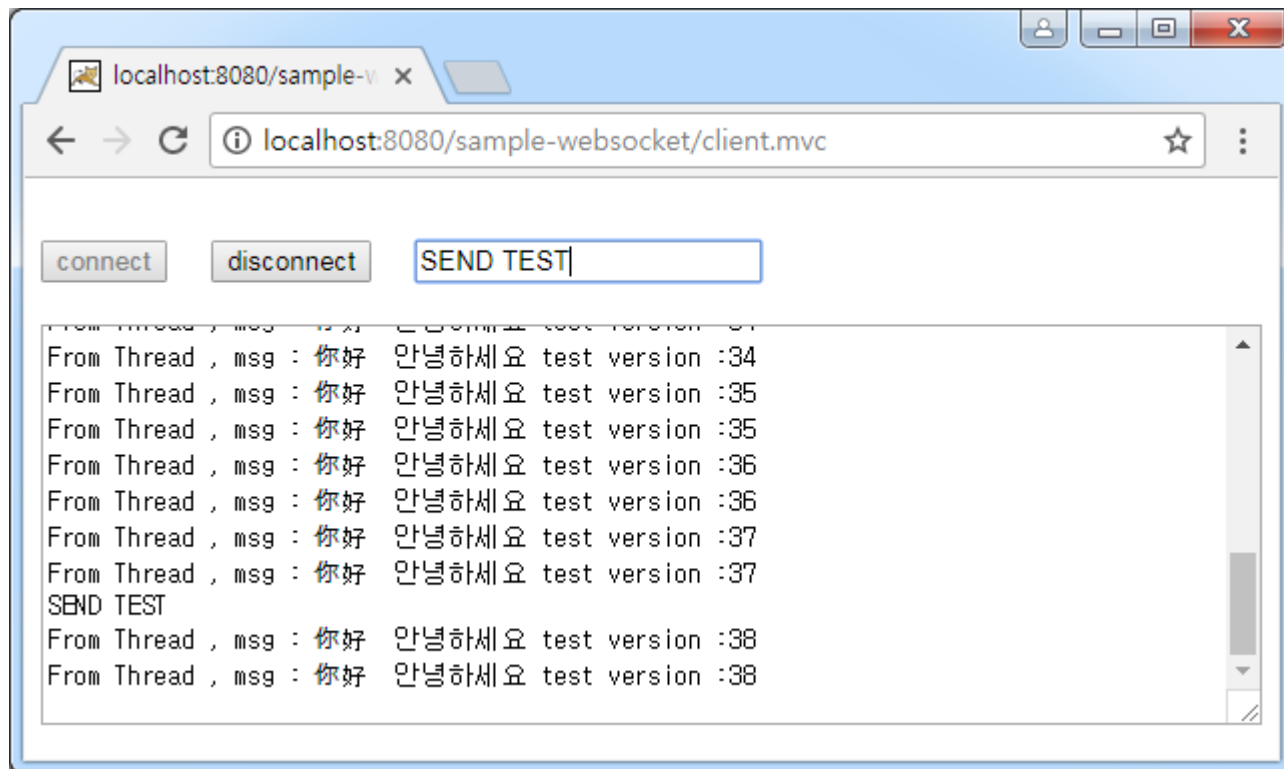 localhost:8080/sample-w
localhost:8080/sample-websocket/client.mvc
connect disconnect SEND TEST
From Thread , msg : 你好 안녕하세요 test version :34
From Thread , msg : 你好 안녕하세요 test version :35
From Thread , msg : 你好 안녕하세요 test version :35
From Thread , msg : 你好 안녕하세요 test version :36
From Thread , msg : 你好 안녕하세요 test version :36
From Thread , msg : 你好 안녕하세요 test version :37
From Thread , msg : 你好 안녕하세요 test version :37
SEND TEST
From Thread , msg : 你好 안녕하세요 test version :38
From Thread , msg : 你好 안녕하세요 test version :38